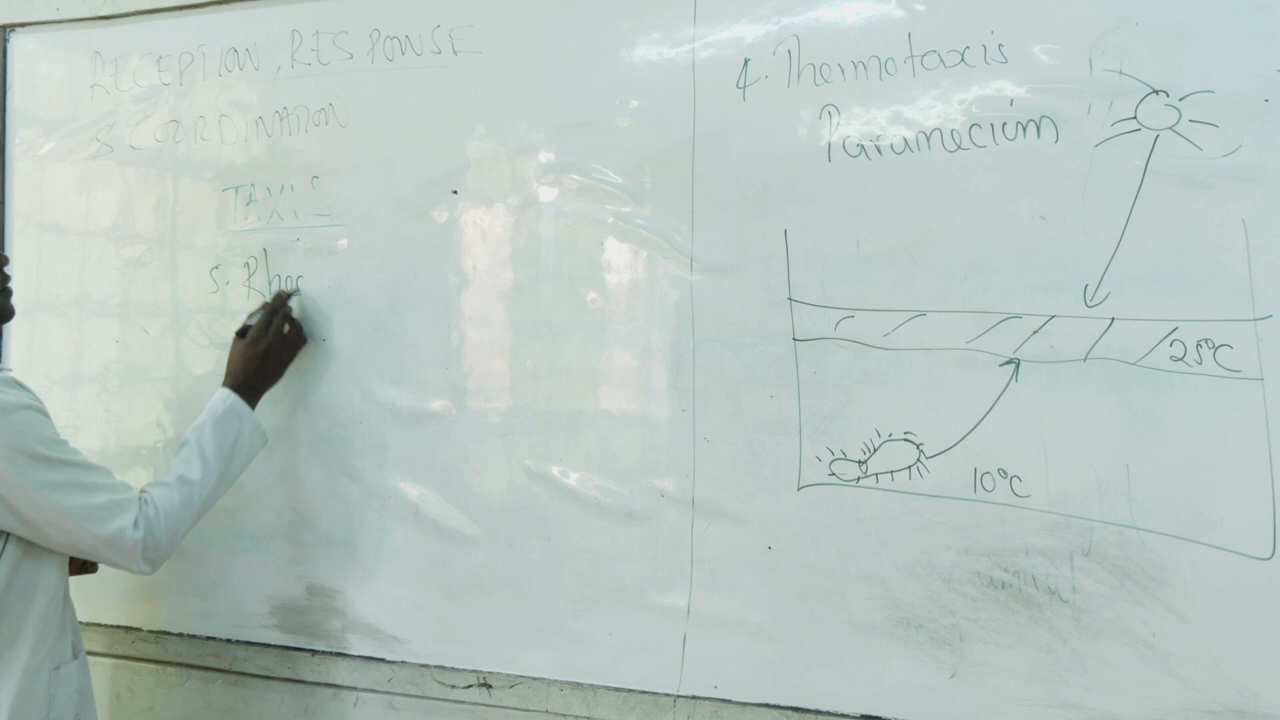 RECEPTION, RESPONSE
& COORDINATION
TAXIS
5. Rheo
4. Thermotaxis
Paramecium
25°C
10°C